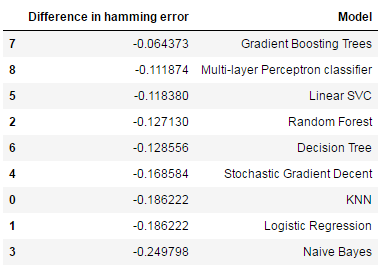 Difference in hamming error Model
7 -0.064373 Gradient Boosting Trees
8 -0.111874 Multi-layer Perceptron classifier
5 -0.118380 Linear SVC
2 -0.127130 Random Forest
6 -0.128556 Decision Tree
4 -0.168584 Stochastic Gradient Decent
0 -0.186222 KNN
1 -0.186222 Logistic Regression
3 -0.249798 Naive Bayes